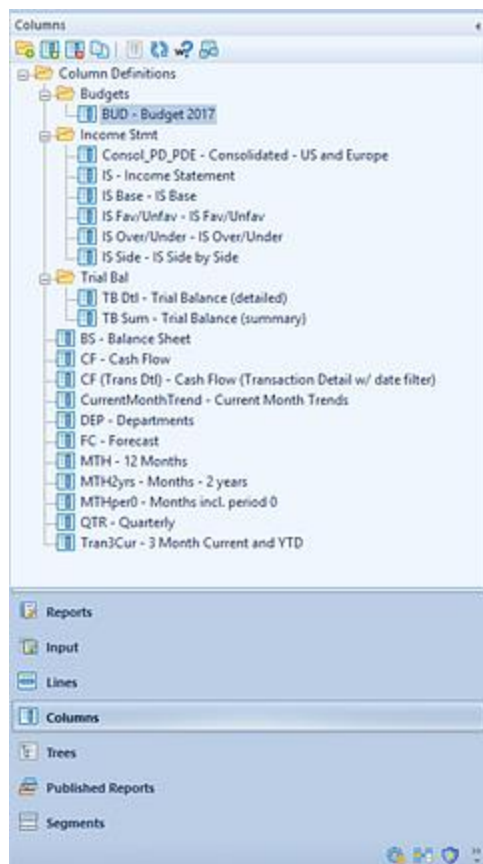 Columns
Column Definitions
Budgets
BUD - Budget 2017
Income Stmt
Consol_PD_PDE - Consolidated - US and Europe
IS - Income Statement
IS Base - IS Base
IS Fav/Unfav - IS Fav/Unfav
IS Over/Under - IS Over/Under
IS Side - IS Side by Side
Trial Bal
TB Dtl - Trial Balance (detailed)
TB Sum - Trial Balance (summary)
BS - Balance Sheet
CF - Cash Flow
CF (Trans Dtl) - Cash Flow (Transaction Detail w/ date filter)
CurrentMonthTrend - Current Month Trends
DEP - Departments
FC - Forecast
MTH - 12 Months
MTH2yrs - Months - 2 years
MTHper0 - Months incl. period 0
QTR - Quarterly
Tran3Cur - 3 Month Current and YTD
Reports
Input
Lines
Columns
Trees
Published Reports
Segments